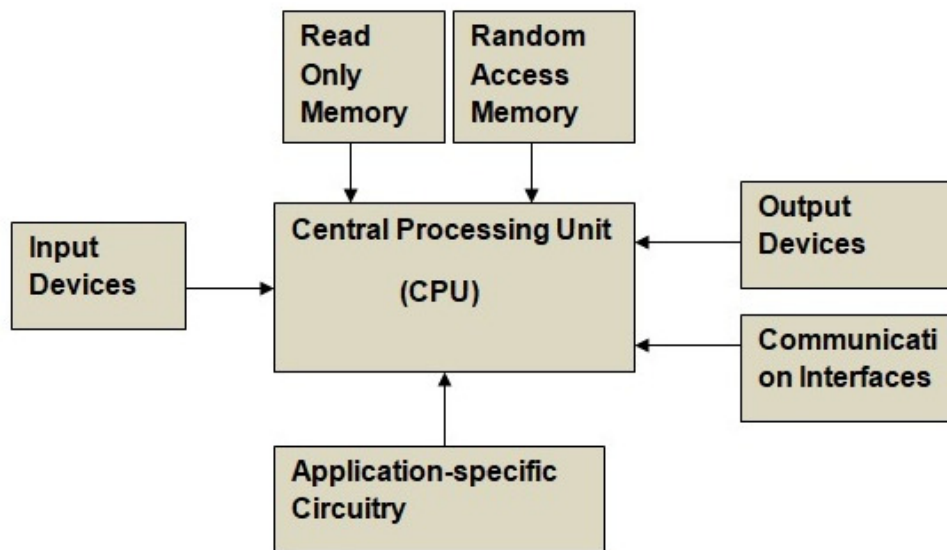 Read
Only
Memory
Random
Access
Memory
Input
Devices
Central Processing Unit
(CPU)
Output
Devices
Communicati
on Interfaces
Application-specific
Circuitry